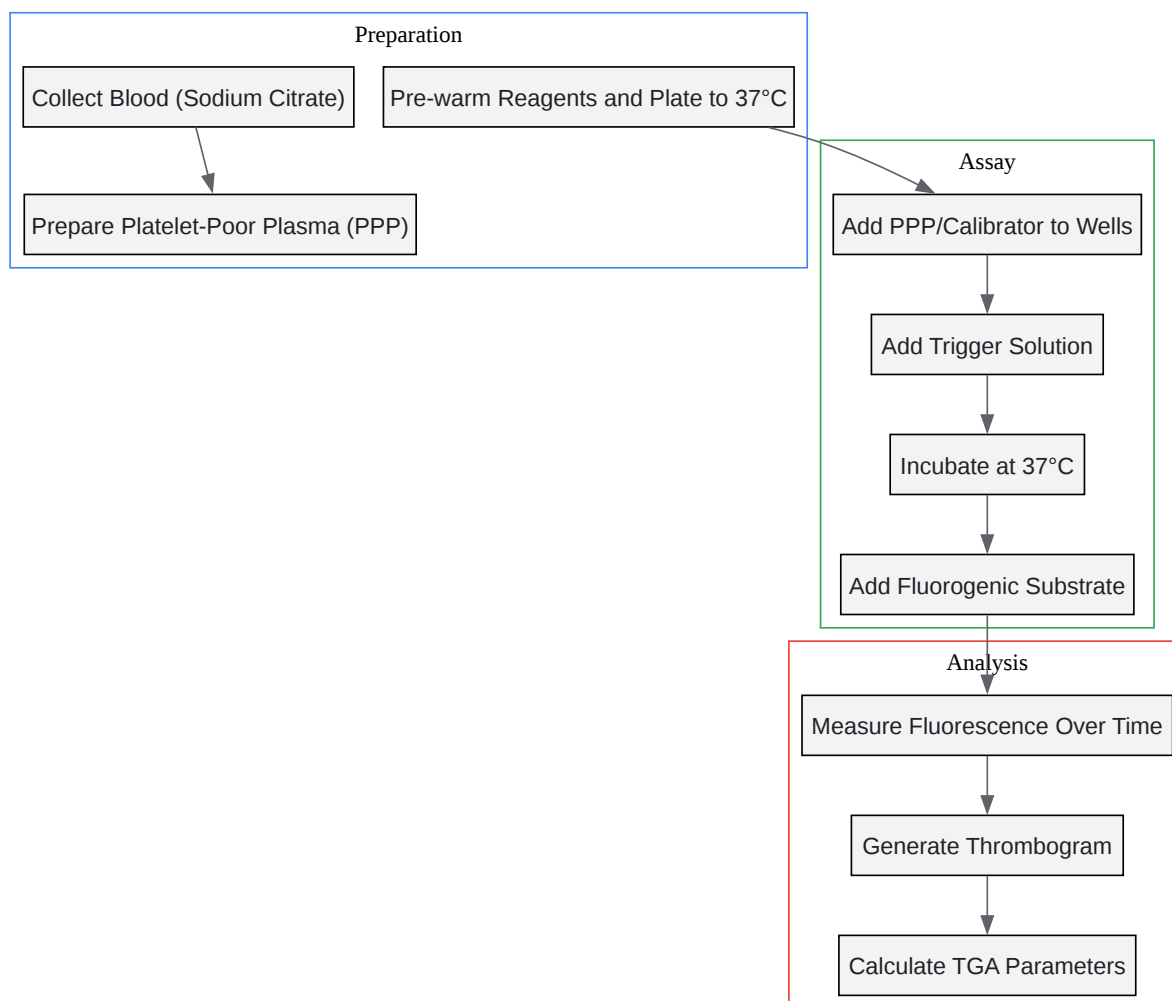 Preparation
Collect Blood (Sodium Citrate)
Pre-warm Reagents and Plate to 37°C
Prepare Platelet-Poor Plasma (PPP)
Assay
Add PPP/Calibrator to Wells
Add Trigger Solution
Incubate at 37°C
Add Fluorogenic Substrate
Analysis
Measure Fluorescence Over Time
Generate Thrombogram
Calculate TGA Parameters